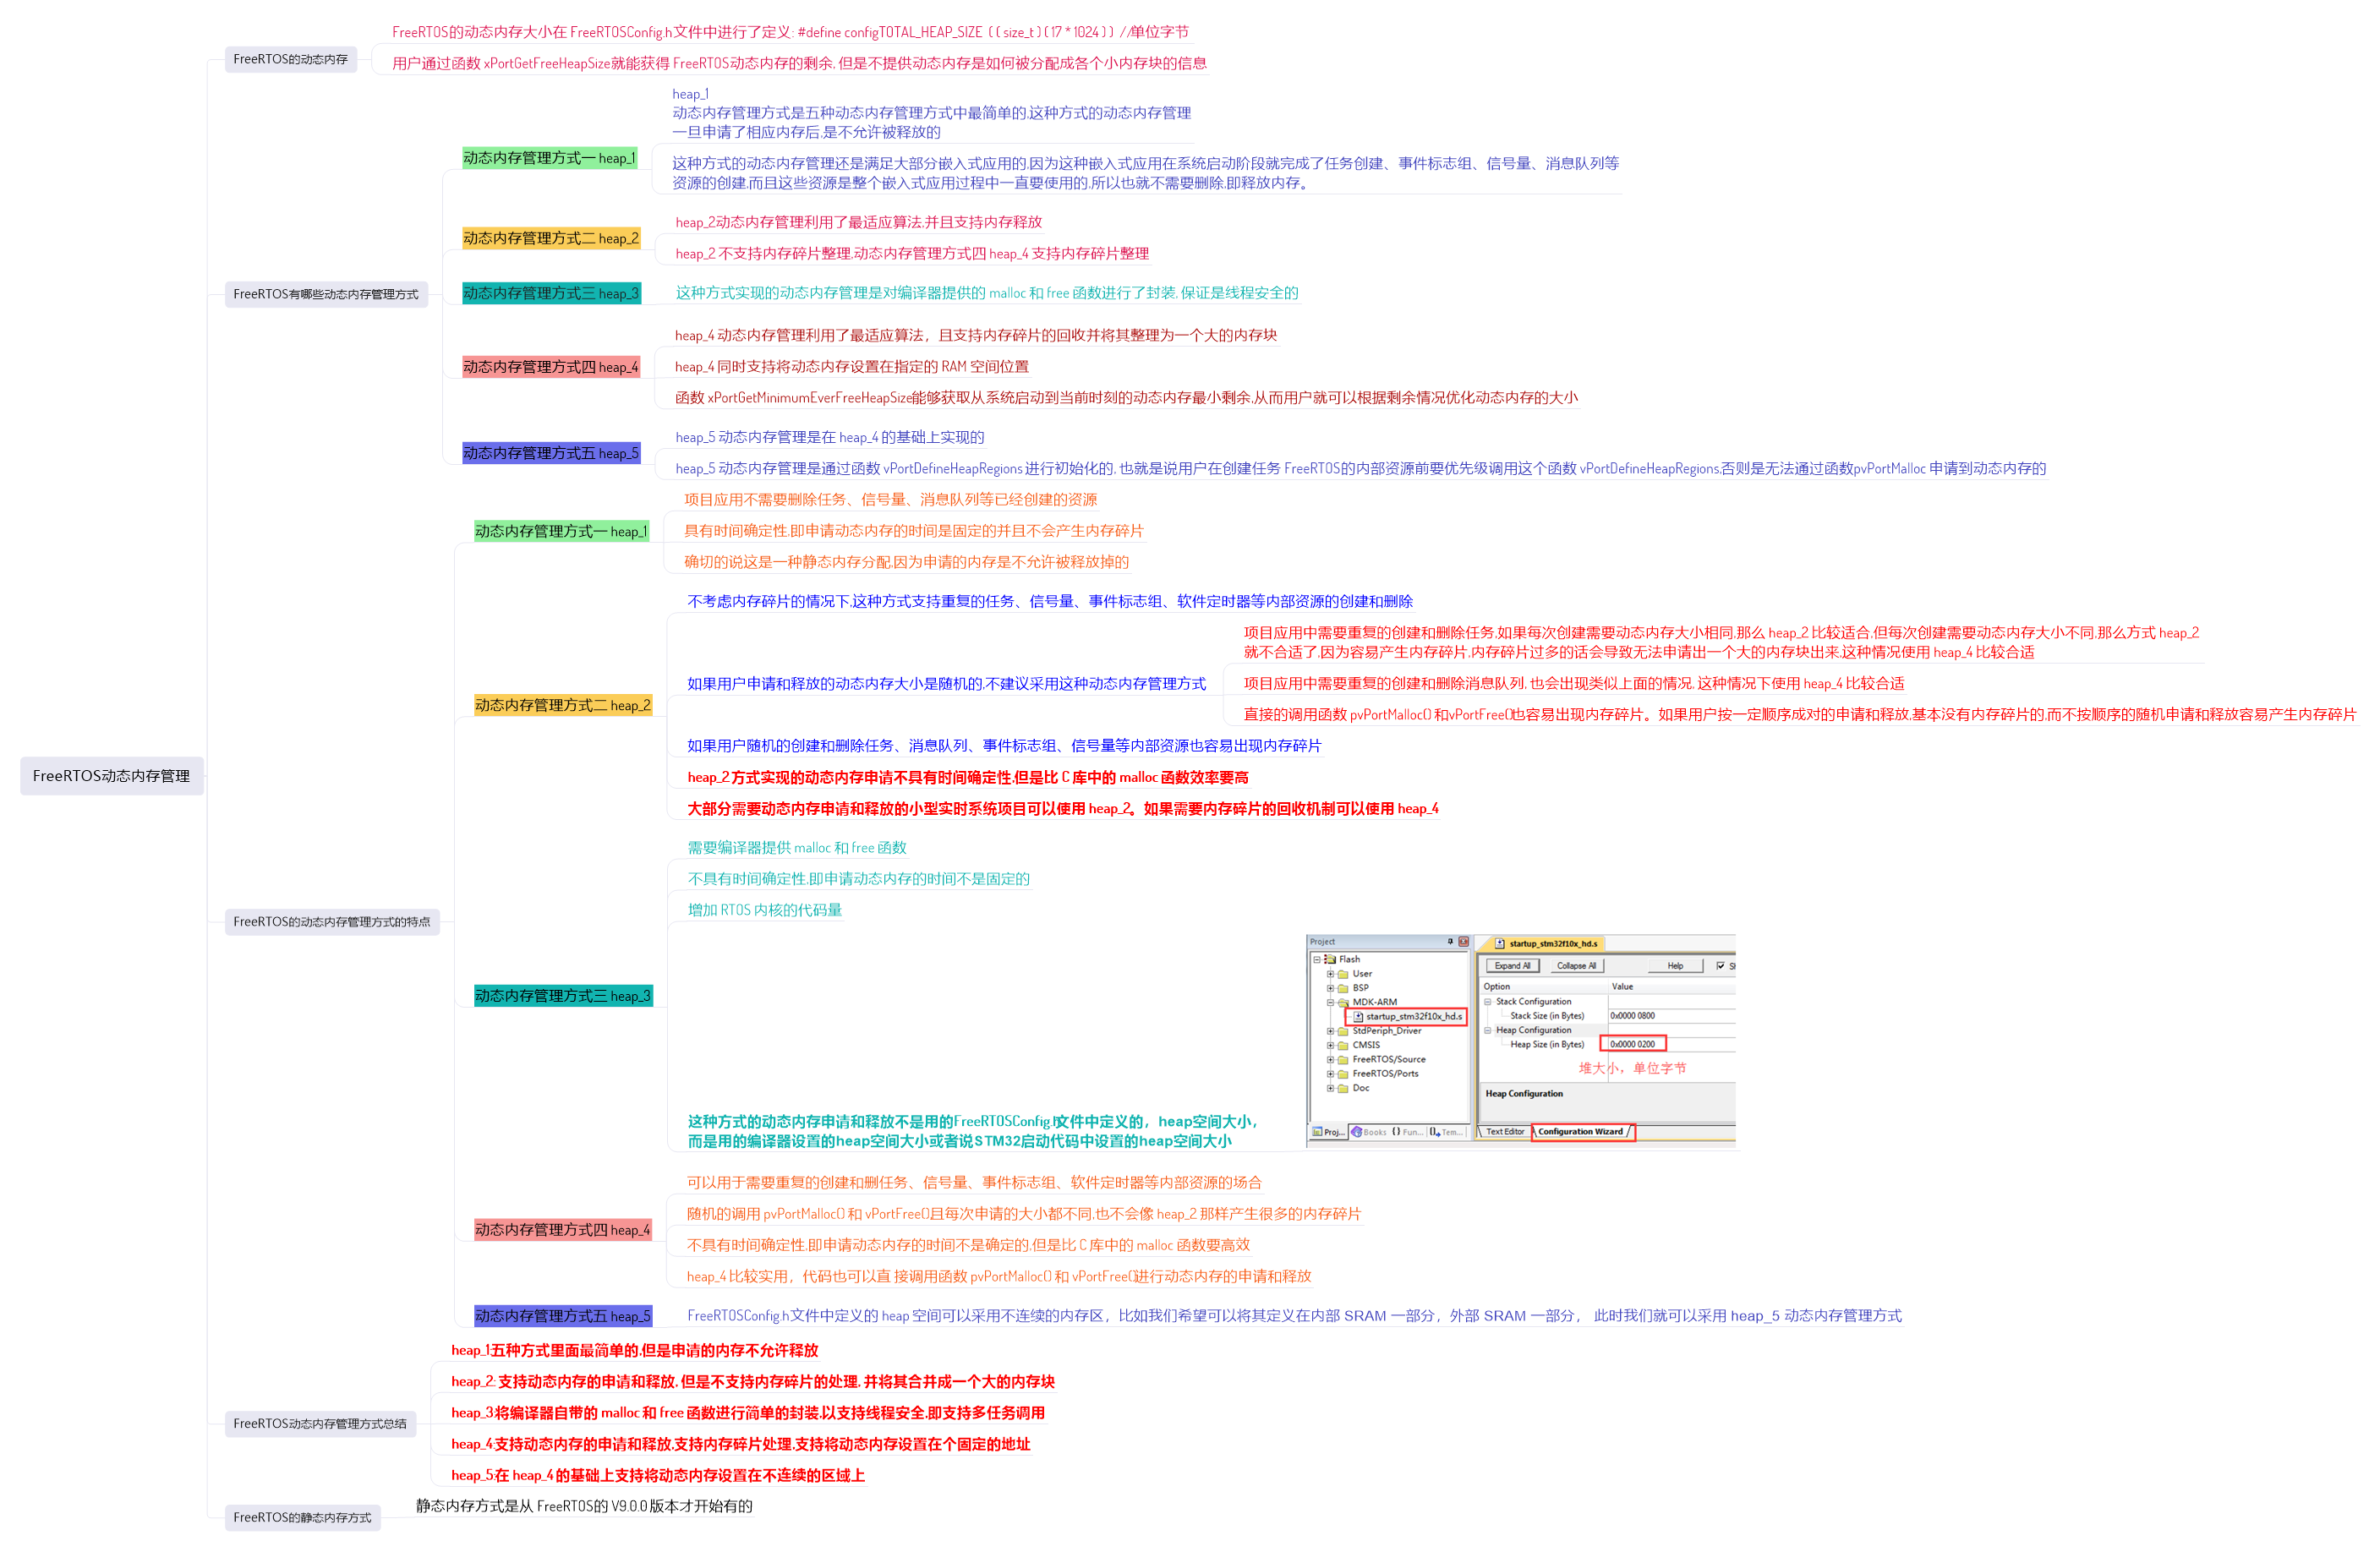 FreeRTOS动态内存管理
FreeRTOS的动态内存
FreeRTOS的动态内存大小在 FreeRTOSConfig.h文件中进行了定义: #define configTOTAL_HEAP_SIZE ( ( size_t ) ( 17 * 1024 ) ) //单位字节
用户通过函数 xPortGetFreeHeapSize就能获得 FreeRTOS动态内存的剩余, 但是不提供动态内存是如何被分配成各个小内存块的信息
FreeRTOS有哪些动态内存管理方式
动态内存管理方式一 heap_1
heap_1
动态内存管理方式是五种动态内存管理方式中最简单的,这种方式的动态内存管理
一旦申请了相应内存后,是不允许被释放的
这种方式的动态内存管理还是满足大部分嵌入式应用的,因为这种嵌入式应用在系统启动阶段就完成了任务创建、事件标志组、信号量、消息队列等
资源的创建,而且这些资源是整个嵌入式应用过程中一直要使用的,所以也就不需要删除,即释放内存。
动态内存管理方式二 heap_2
heap_2动态内存管理利用了最适应算法,并且支持内存释放
heap_2 不支持内存碎片整理,动态内存管理方式四 heap_4 支持内存碎片整理
动态内存管理方式三 heap_3
这种方式实现的动态内存管理是对编译器提供的 malloc 和 free 函数进行了封装, 保证是线程安全的
动态内存管理方式四 heap_4
heap_4 动态内存管理利用了最适应算法，且支持内存碎片的回收并将其整理为一个大的内存块
heap_4 同时支持将动态内存设置在指定的 RAM 空间位置
函数 xPortGetMinimumEverFreeHeapSize能够获取从系统启动到当前时刻的动态内存最小剩余,从而用户就可以根据剩余情况优化动态内存的大小
动态内存管理方式五 heap_5
heap_5 动态内存管理是在 heap_4 的基础上实现的
heap_5 动态内存管理是通过函数 vPortDefineHeapRegions 进行初始化的, 也就是说用户在创建任务 FreeRTOS的内部资源前要优先级调用这个函数 vPortDefineHeapRegions,否则是无法通过函数pvPortMalloc 申请到动态内存的
FreeRTOS的动态内存管理方式的特点
动态内存管理方式一 heap_1
项目应用不需要删除任务、信号量、消息队列等已经创建的资源
具有时间确定性,即申请动态内存的时间是固定的并且不会产生内存碎片
确切的说这是一种静态内存分配,因为申请的内存是不允许被释放掉的
动态内存管理方式二 heap_2
不考虑内存碎片的情况下,这种方式支持重复的任务、信号量、事件标志组、软件定时器等内部资源的创建和删除
如果用户申请和释放的动态内存大小是随机的,不建议采用这种动态内存管理方式
项目应用中需要重复的创建和删除任务,如果每次创建需要动态内存大小相同,那么 heap_2 比较适合,但每次创建需要动态内存大小不同,那么方式 heap_2
就不合适了,因为容易产生内存碎片,内存碎片过多的话会导致无法申请出一个大的内存块出来,这种情况使用 heap_4 比较合适
项目应用中需要重复的创建和删除消息队列, 也会出现类似上面的情况, 这种情况下使用 heap_4 比较合适
直接的调用函数 pvPortMalloc() 和vPortFree()也容易出现内存碎片。如果用户按一定顺序成对的申请和释放,基本没有内存碎片的,而不按顺序的随机申请和释放容易产生内存碎片
如果用户随机的创建和删除任务、消息队列、事件标志组、信号量等内部资源也容易出现内存碎片
heap_2 方式实现的动态内存申请不具有时间确定性,但是比 C 库中的 malloc 函数效率要高
大部分需要动态内存申请和释放的小型实时系统项目可以使用 heap_2。如果需要内存碎片的回收机制可以使用 heap_4
动态内存管理方式三 heap_3
需要编译器提供 malloc 和 free 函数
不具有时间确定性,即申请动态内存的时间不是固定的
增加 RTOS 内核的代码量
这种方式的动态内存申请和释放不是用的FreeRTOSConfig.h文件中定义的，heap空间大小，
而是用的编译器设置的heap空间大小或者说STM32启动代码中设置的heap空间大小
Project
Flash
User
BSP
MDK-ARM
startup_stm32f10x_hd.s
StdPeriph_Driver
CMSIS
FreeRTOS/Source
FreeRTOS/Ports
Doc
Proj... Books Fun... Tem...
startup_stm32f10x_hd.s
Expand All Collapse All Help
Option Value
Stack Configuration
Stack Size (in Bytes) 0x0000 0800
Heap Configuration
Heap Size (in Bytes) 0x0000 0200
堆大小，单位字节
Heap Configuration
Text Editor Configuration Wizard
动态内存管理方式四 heap_4
可以用于需要重复的创建和删任务、信号量、事件标志组、软件定时器等内部资源的场合
随机的调用 pvPortMalloc() 和 vPortFree(),且每次申请的大小都不同,也不会像 heap_2 那样产生很多的内存碎片
不具有时间确定性,即申请动态内存的时间不是确定的,但是比 C 库中的 malloc 函数要高效
heap_4 比较实用，代码也可以直 接调用函数 pvPortMalloc() 和 vPortFree()进行动态内存的申请和释放
动态内存管理方式五 heap_5
FreeRTOSConfig.h文件中定义的 heap 空间可以采用不连续的内存区，比如我们希望可以将其定义在内部 SRAM 一部分，外部 SRAM 一部分， 此时我们就可以采用 heap_5 动态内存管理方式
FreeRTOS动态内存管理方式总结
heap_1:五种方式里面最简单的,但是申请的内存不允许释放
heap_2: 支持动态内存的申请和释放, 但是不支持内存碎片的处理, 并将其合并成一个大的内存块
heap_3:将编译器自带的 malloc 和 free 函数进行简单的封装,以支持线程安全,即支持多任务调用
heap_4:支持动态内存的申请和释放,支持内存碎片处理,支持将动态内存设置在个固定的地址
heap_5:在 heap_4 的基础上支持将动态内存设置在不连续的区域上
FreeRTOS的静态内存方式
静态内存方式是从 FreeRTOS的 V9.0.0 版本才开始有的